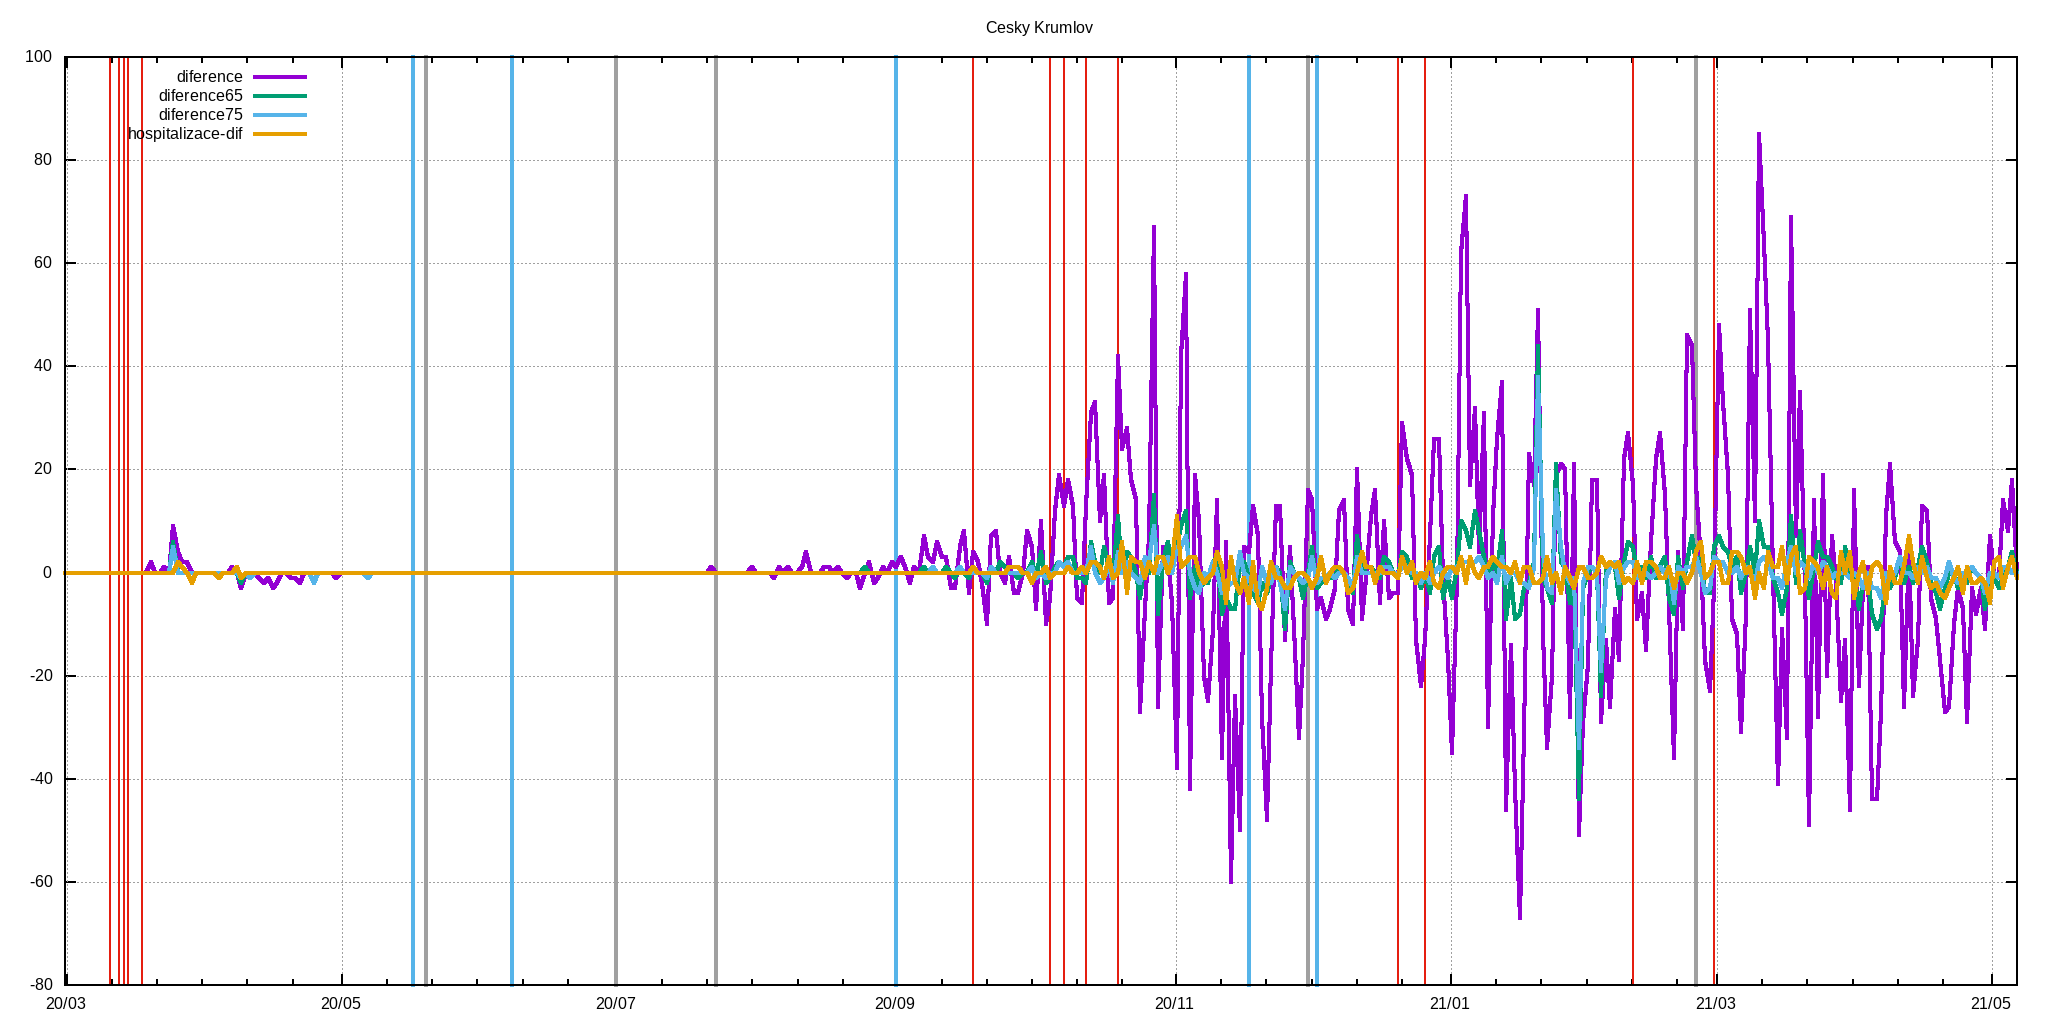 Cesky Krumlov
100
80
60
40
20
0
-20
-40
-60
-80
diference
diference65
diference75
hospitalizace-dif
20/03 20/05 20/07 20/09 20/11 21/01 21/03 21/05